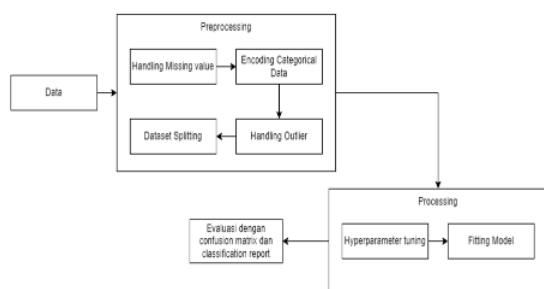 Preprocessing
Handling Missing value
Encoding Categorical
Data
Data
Dataset Splitting
Handling Outlier
Processing
Evaluasi dengan
confusion matrix dan
classification report
Hyperparameter tuning
Fitting Model